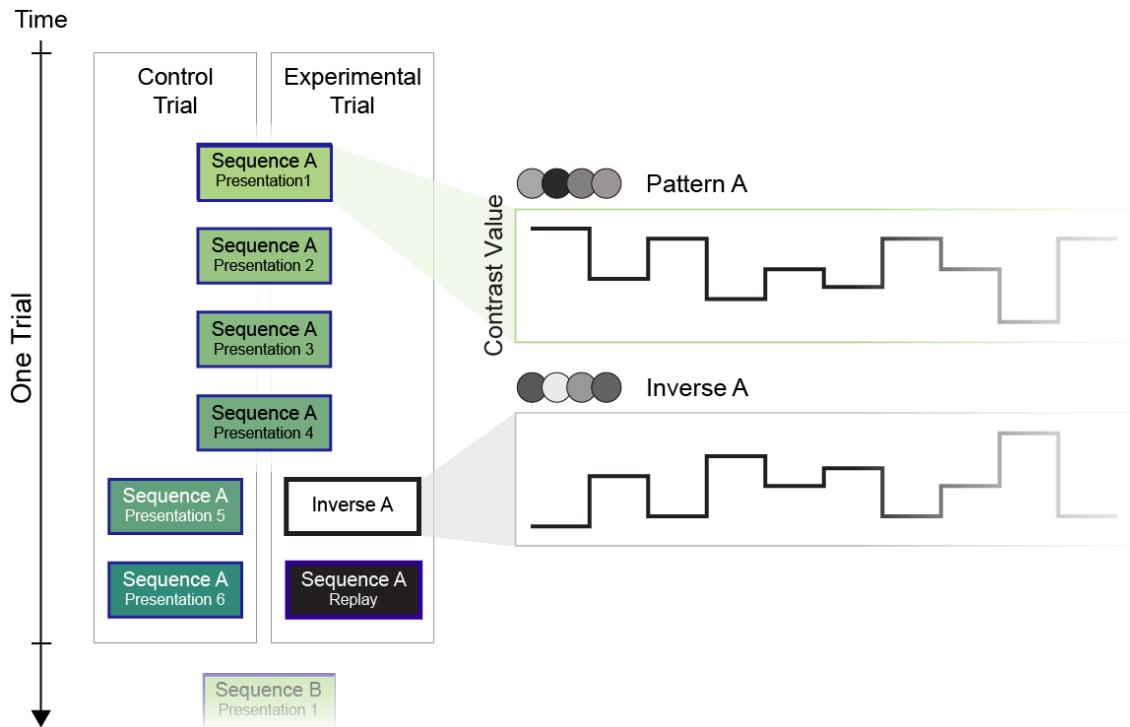 Time
Control
Trial
Experimental
Trial
Sequence A
Presentation1
Sequence A
Presentation 2
Sequence A
Presentation 3
Sequence A
Presentation 4
Sequence A
Presentation 5
Inverse A
Sequence A
Presentation 6
Sequence A
Replay
One Trial
Sequence B
Presentation 1
Pattern A
Contrast Value
Inverse A